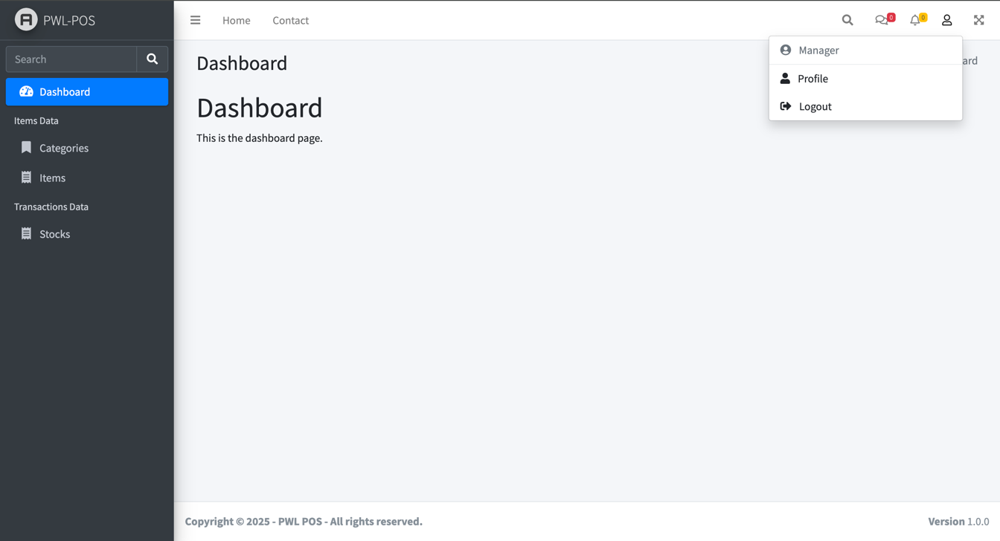 PWL-POS
Search
Dashboard
Items Data
Categories
Items
Transactions Data
Stocks
Home
Contact
0
0
Manager
Profile
Logout
Dashboard
ard
Dashboard
This is the dashboard page.
Copyright © 2025 - PWL POS - All rights reserved.
Version 1.0.0